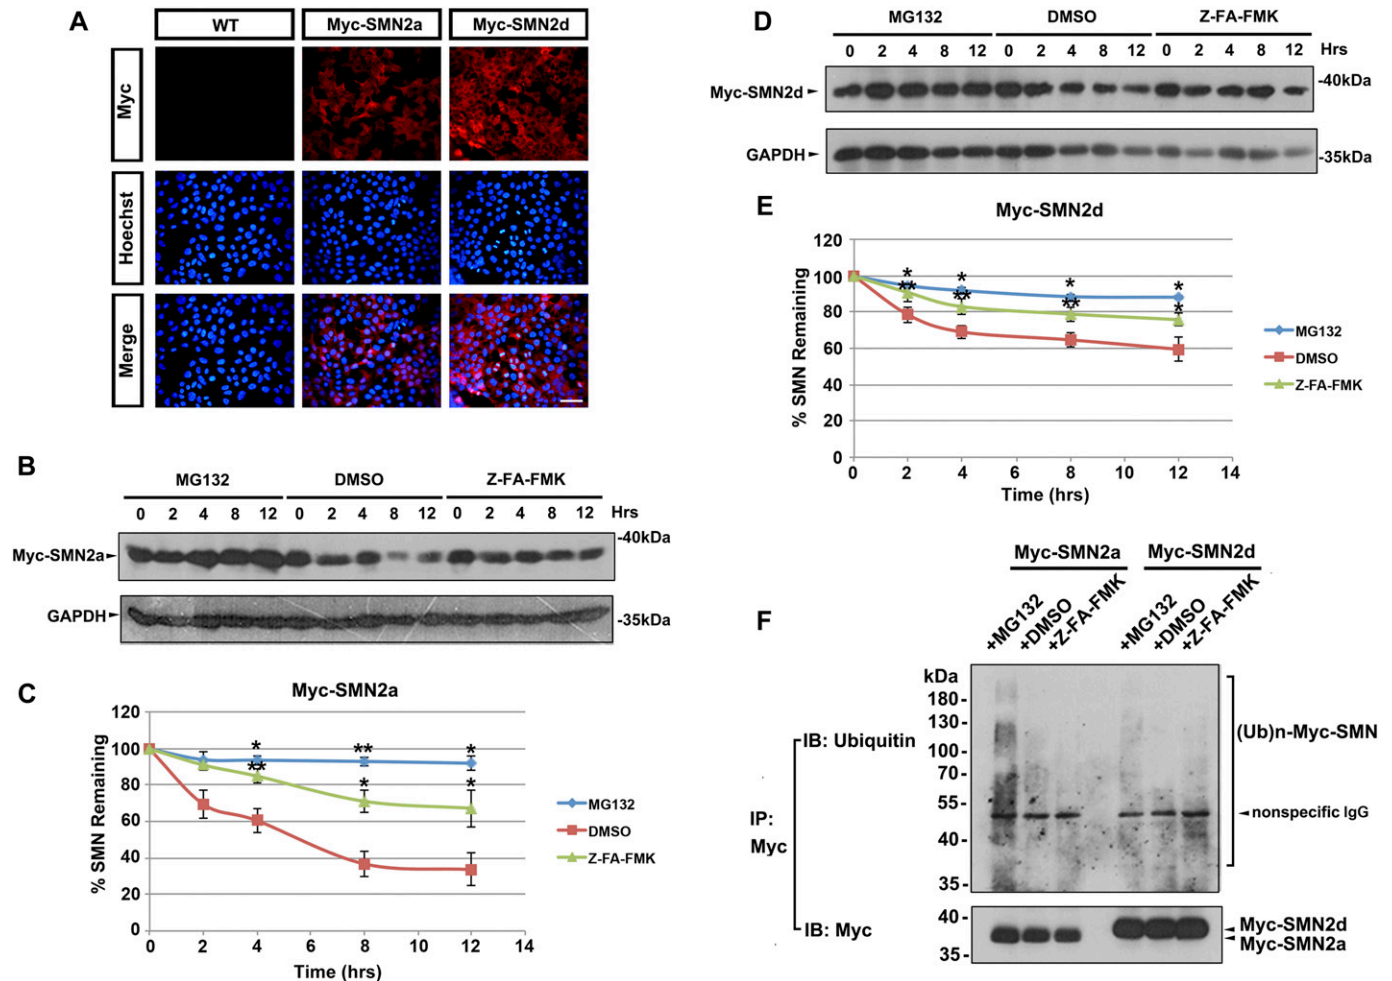 A
WT
Myc-SMN2a
Myc-SMN2d
Myc
Hoechst
Merge
B
MG132
DMSO
Z-FA-FMK
0 2 4 8 12 0 2 4 8 12 0 2 4 8 12 Hrs
Myc-SMN2a
-40kDa
GAPDH
-35kDa
C
Myc-SMN2a
% SMN Remaining
120
100
80
60
40
20
0
* ** *
** * *
0 2 4 6 8 10 12 14
Time (hrs)
MG132
DMSO
Z-FA-FMK
D
MG132
DMSO
Z-FA-FMK
0 2 4 8 12 0 2 4 8 12 0 2 4 8 12 Hrs
Myc-SMN2d
-40kDa
GAPDH
-35kDa
E
Myc-SMN2d
% SMN Remaining
120
100
80
60
40
20
0
* * * *
** ** ** *
0 2 4 6 8 10 12 14
Time (hrs)
MG132
DMSO
Z-FA-FMK
F
Myc-SMN2a
Myc-SMN2d
+MG132
+DMSO
+Z-FA-FMK
+MG132
+DMSO
+Z-FA-FMK
kDa
180-
130-
100-
70-
55-
40-
35-
IB: Ubiquitin
(Ub)n-Myc-SMN
nonspecific IgG
IP:
Myc
IB: Myc
40-
35-
Myc-SMN2d
Myc-SMN2a